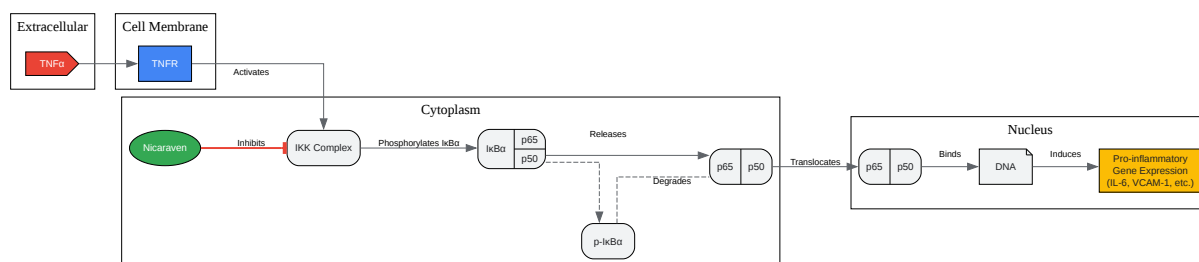 Extracellular
Cell Membrane
TNFα
TNFR
Activates
Cytoplasm
Nicaraven
Inhibits
IKK Complex
Phosphorylates IκBα
IκBα
p65
p50
Releases
p65
p50
Degrades
p-IκBα
Translocates
Nucleus
p65
p50
Binds
DNA
Induces
Pro-inflammatory
Gene Expression
(IL-6, VCAM-1, etc.)